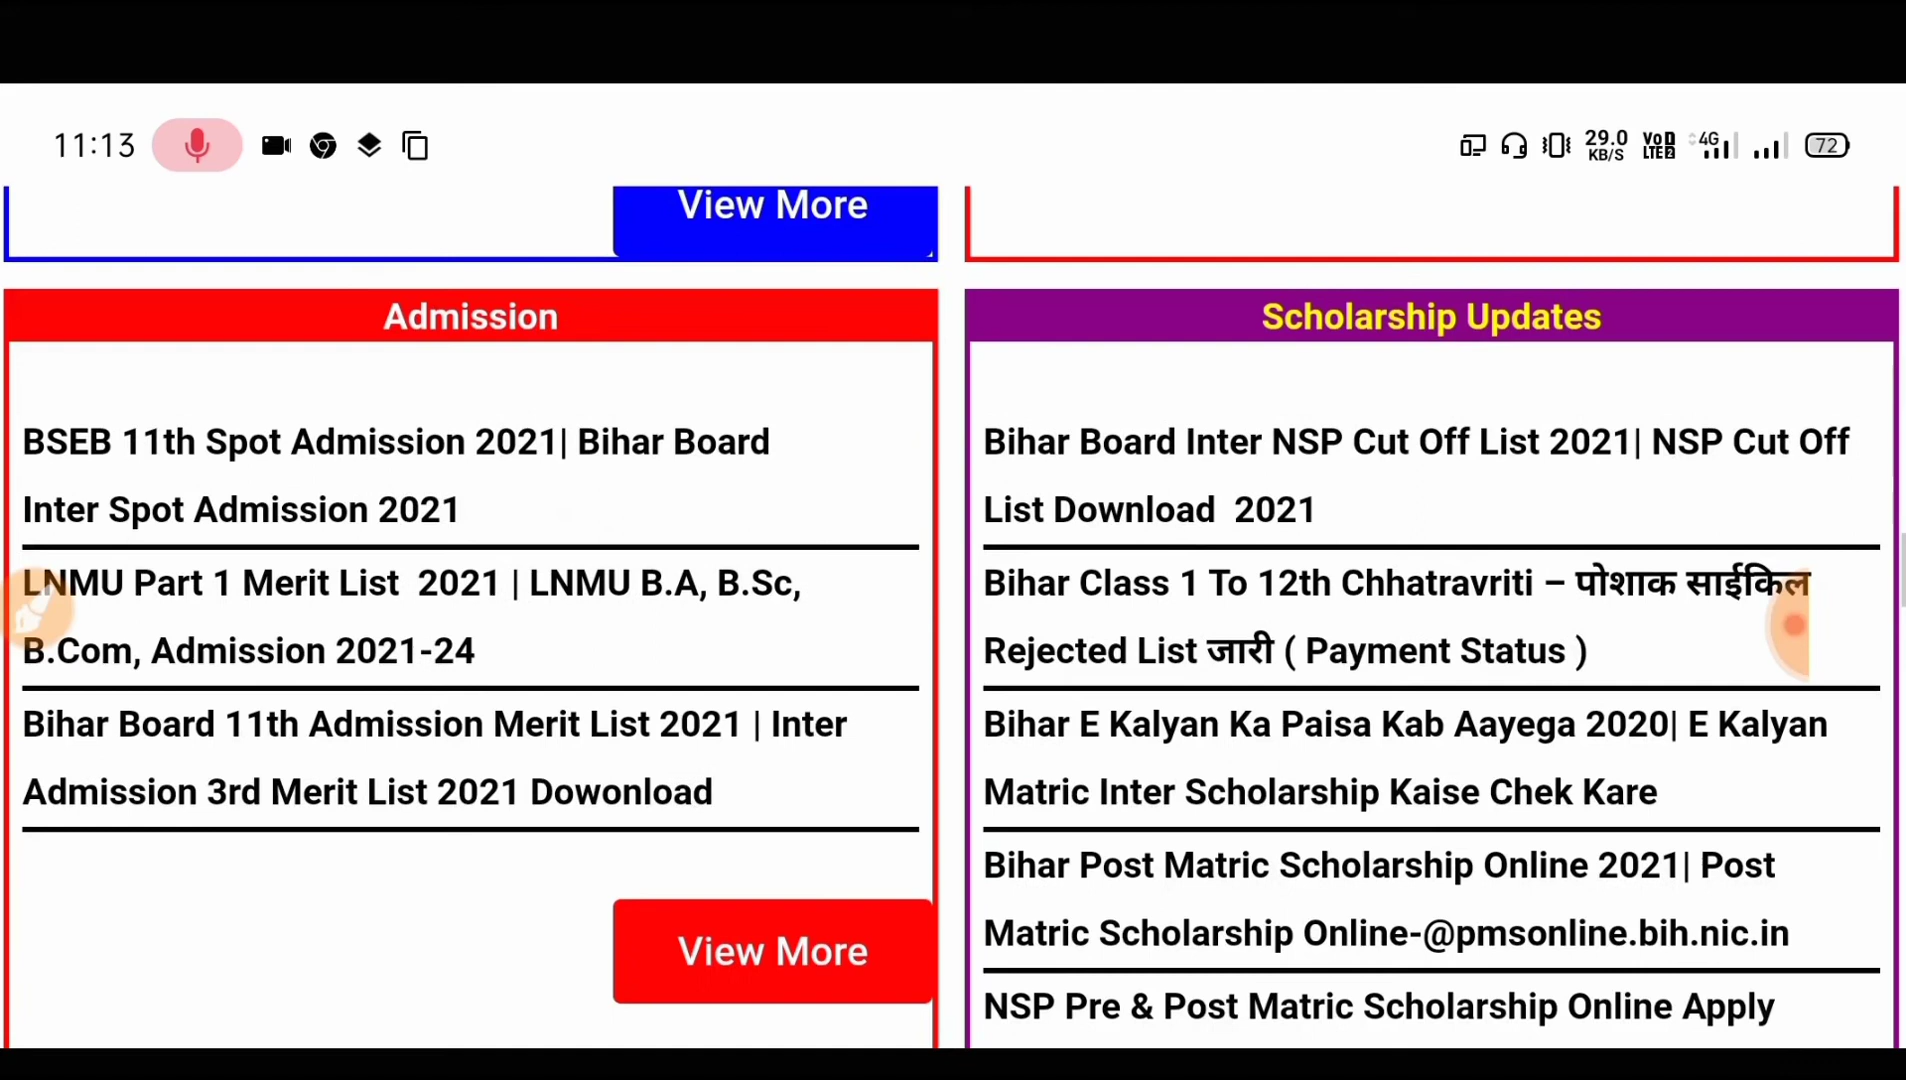 11:13
29.0
KB/S
VoD
LTE2
4G
72
View More
Admission
BSEB 11th Spot Admission 2021| Bihar Board
Inter Spot Admission 2021
LNMU Part 1 Merit List 2021 | LNMU B.A, B.Sc,
B.Com, Admission 2021-24
Bihar Board 11th Admission Merit List 2021 | Inter
Admission 3rd Merit List 2021 Dowonload
View More
Scholarship Updates
Bihar Board Inter NSP Cut Off List 2021| NSP Cut Off
List Download 2021
Bihar Class 1 To 12th Chhatravriti – पोशाक साईकिल
Rejected List जारी ( Payment Status )
Bihar E Kalyan Ka Paisa Kab Aayega 2020| E Kalyan
Matric Inter Scholarship Kaise Chek Kare
Bihar Post Matric Scholarship Online 2021| Post
Matric Scholarship Online-@pmsonline.bih.nic.in
NSP Pre & Post Matric Scholarship Online Apply